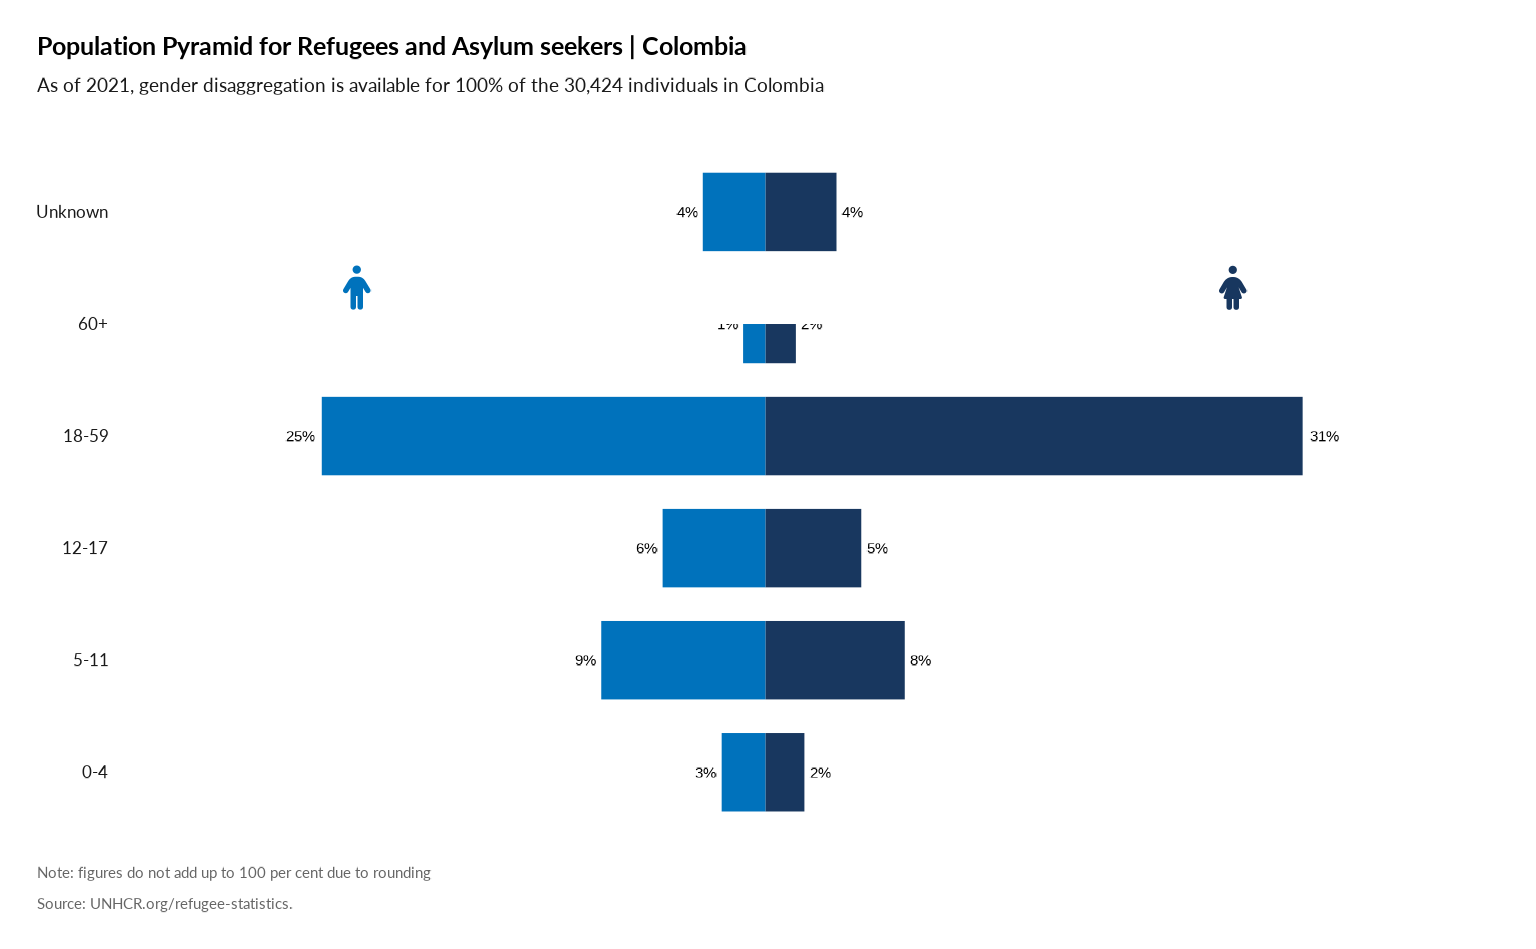 Population Pyramid for Refugees and Asylum seekers | Colombia
As of 2021, gender disaggregation is available for 100% of the 30,424 individuals in Colombia
Unknown 4% 4%
60+ 1% 2%
18-59 25% 31%
12-17 6% 5%
5-11 9% 8%
0-4 3% 2%
Note: figures do not add up to 100 per cent due to rounding
Source: UNHCR.org/refugee-statistics.